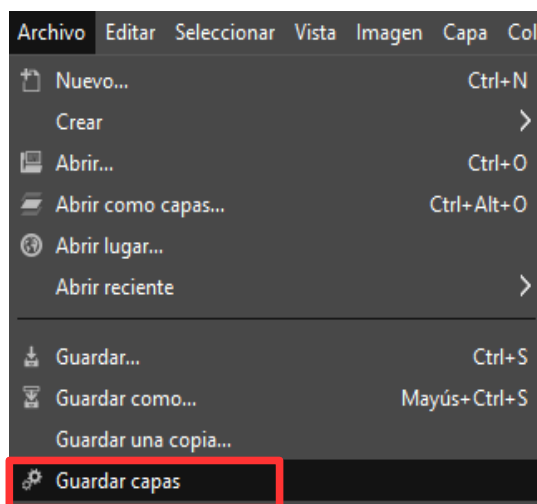 Archivo Editar Seleccionar Vista Imagen Capa Col
Nuevo... Ctrl+N
Crear
Abrir... Ctrl+O
Abrir como capas... Ctrl+Alt+O
Abrir lugar...
Abrir reciente
Guardar... Ctrl+S
Guardar como... Mayús+Ctrl+S
Guardar una copia...
Guardar capas